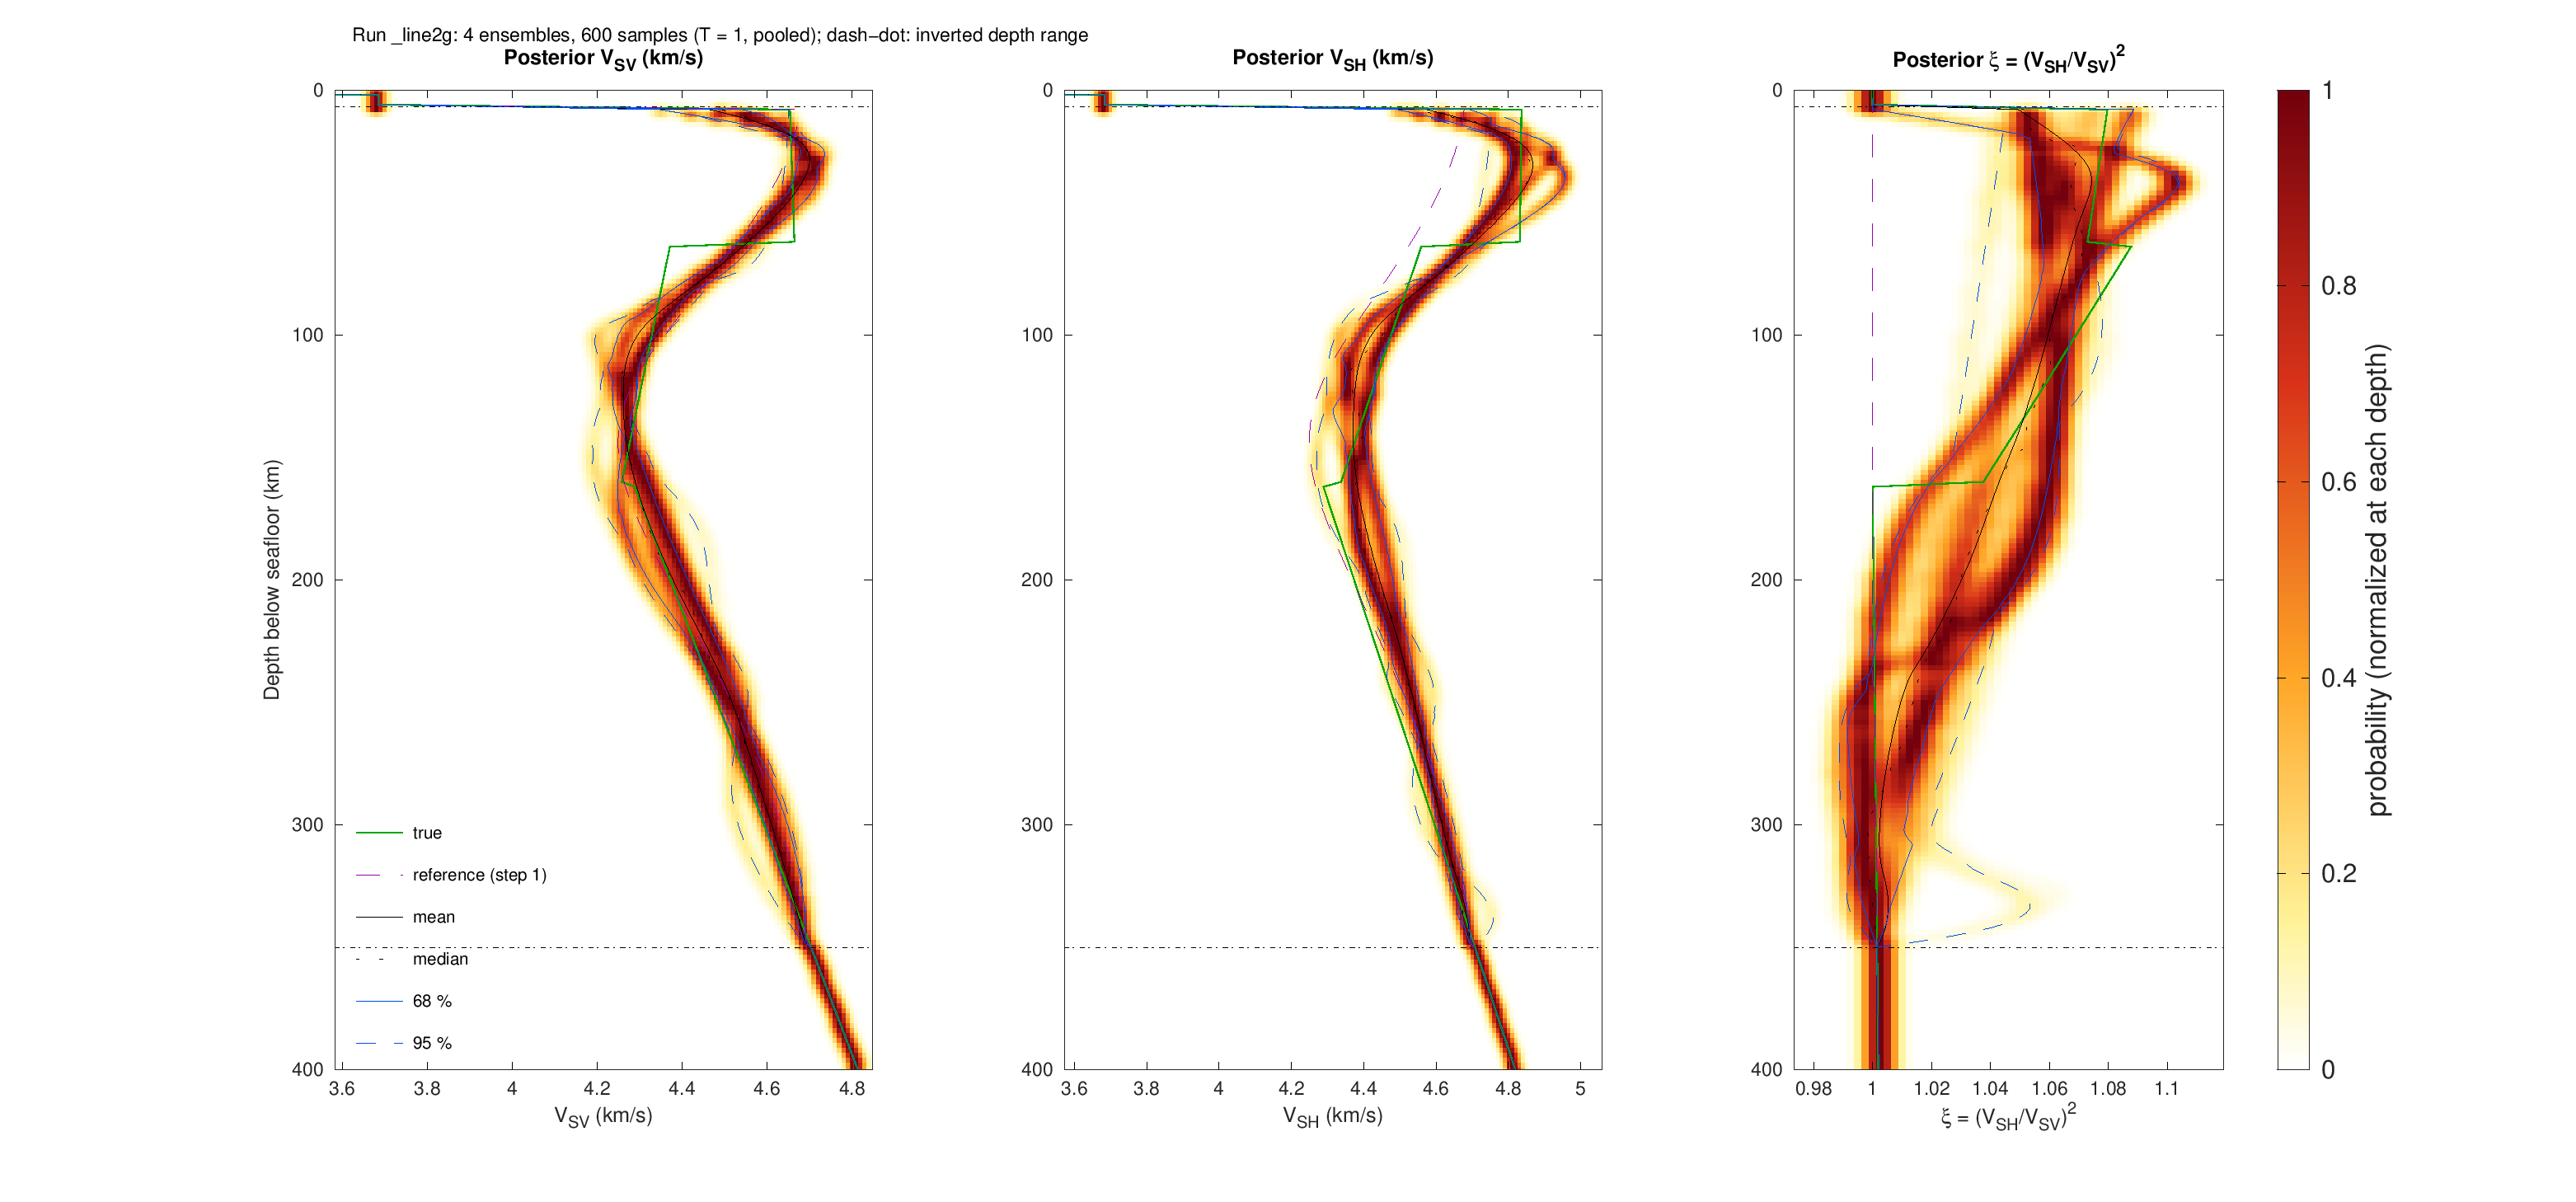 Run _line2g: 4 ensembles, 600 samples (T = 1, pooled); dash−dot: inverted depth range
Posterior V_SV (km/s)
0
100
200
300
400
3.6 3.8 4 4.2 4.4 4.6 4.8
V_SV (km/s)
Depth below seafloor (km)
true
reference (step 1)
mean
median
68 %
95 %
Posterior V_SH (km/s)
0
100
200
300
400
3.6 3.8 4 4.2 4.4 4.6 4.8 5
V_SH (km/s)
Posterior ξ = (V_SH/V_SV)^2
0
100
200
300
400
0.98 1 1.02 1.04 1.06 1.08 1.1
ξ = (V_SH/V_SV)^2
1
0.8
0.6
0.4
0.2
0
probability (normalized at each depth)